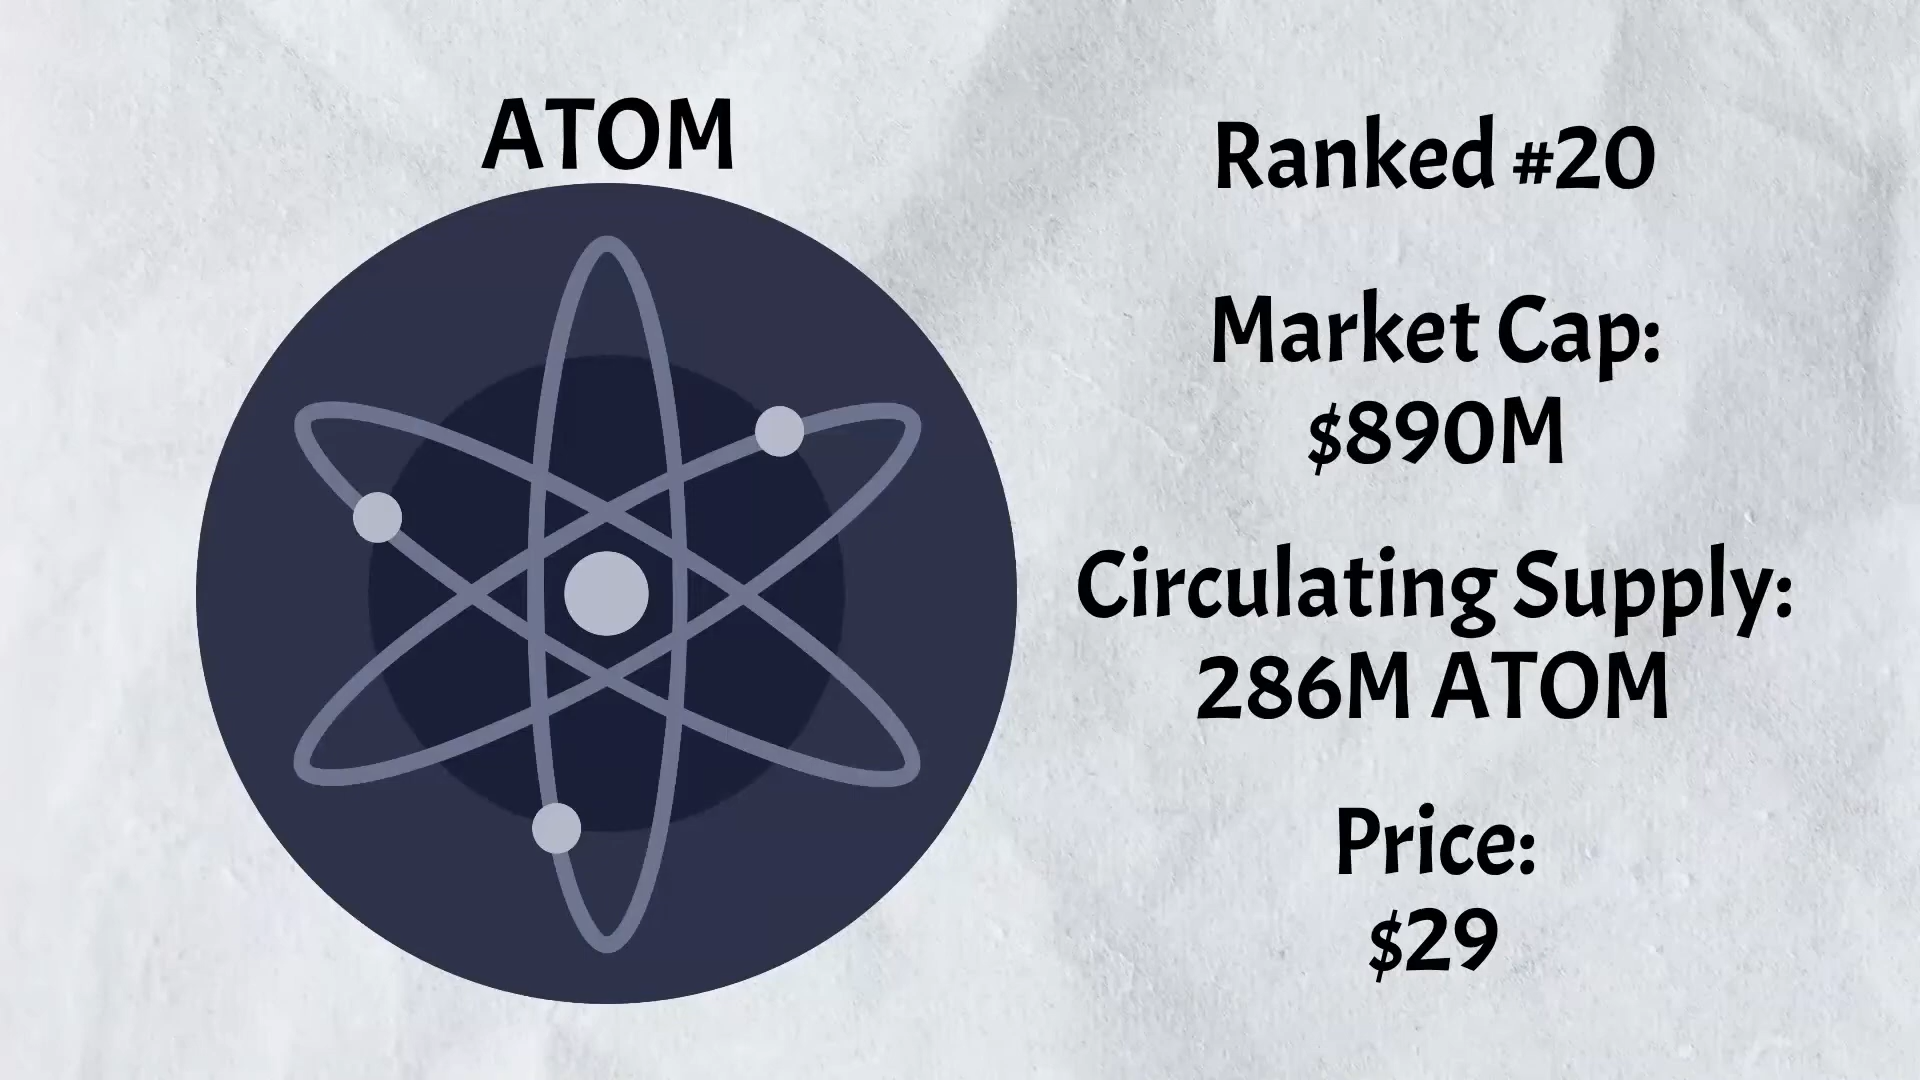 ATOM
Ranked #20
Market Cap:
$890M
Circulating Supply:
286M ATOM
Price:
$29